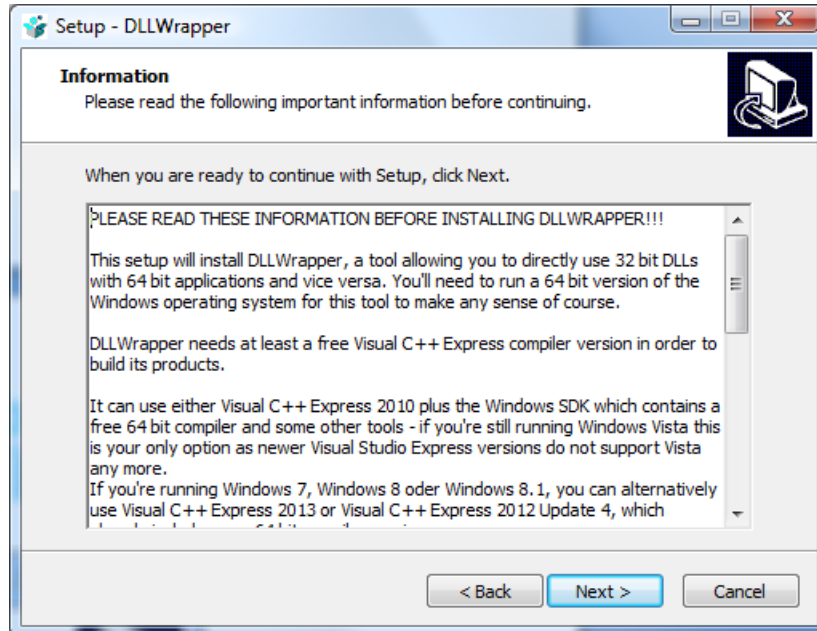 Setup - DLLWrapper
Information
Please read the following important information before continuing.
When you are ready to continue with Setup, click Next.
PLEASE READ THESE INFORMATION BEFORE INSTALLING DLLWRAPPER!!!
This setup will install DLLWrapper, a tool allowing you to directly use 32 bit DLLs
with 64 bit applications and vice versa. You'll need to run a 64 bit version of the
Windows operating system for this tool to make any sense of course.
DLLWrapper needs at least a free Visual C++ Express compiler version in order to
build its products.
It can use either Visual C++ Express 2010 plus the Windows SDK which contains a
free 64 bit compiler and some other tools - if you're still running Windows Vista this
is your only option as newer Visual Studio Express versions do not support Vista
any more.
If you're running Windows 7, Windows 8 oder Windows 8.1, you can alternatively
use Visual C++ Express 2013 or Visual C++ Express 2012 Update 4, which
< Back
Next >
Cancel